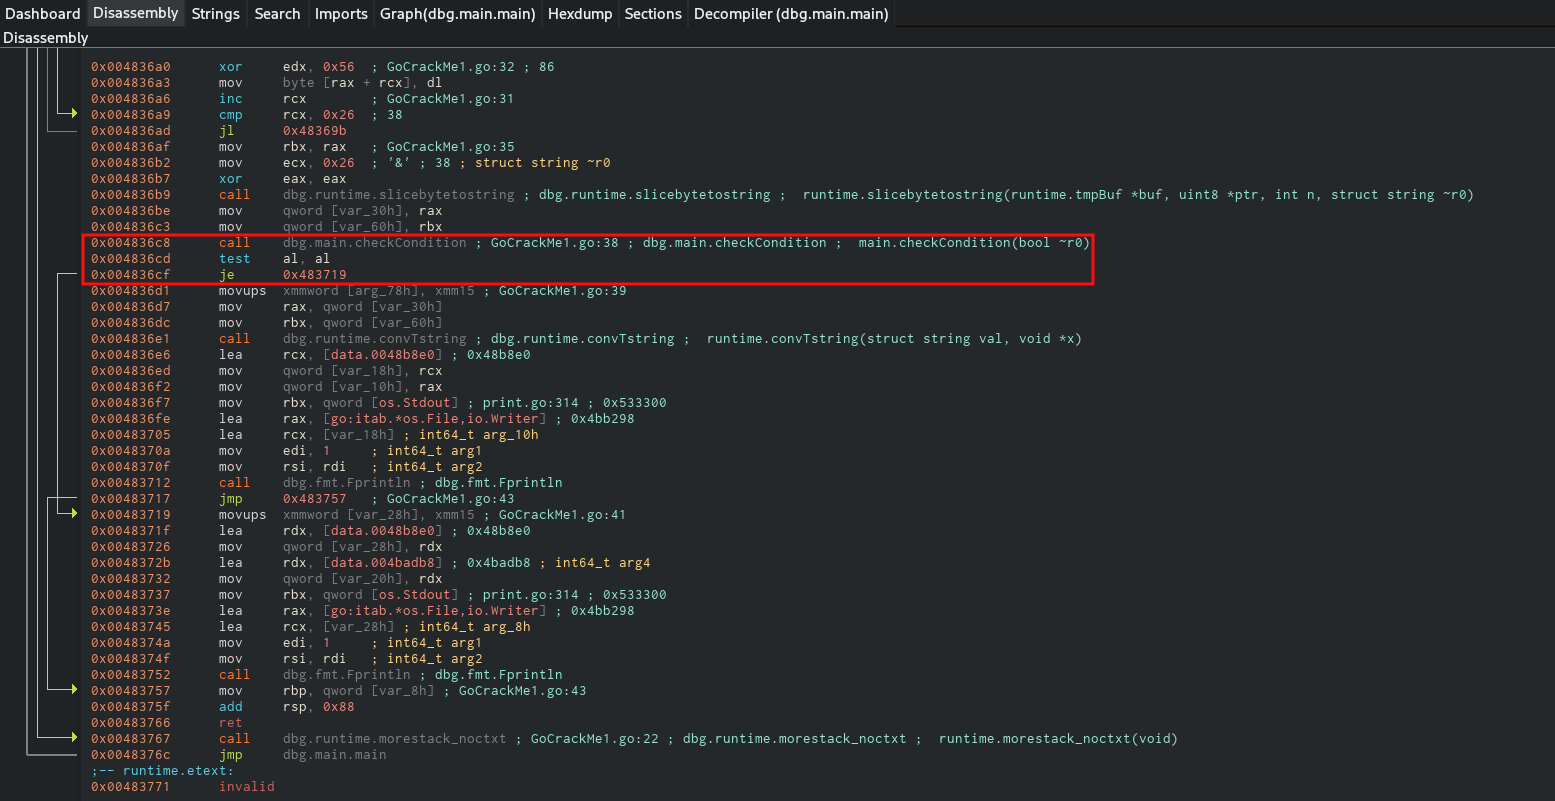 Dashboard Disassembly Strings Search Imports Graph(dbg.main.main) Hexdump Sections Decompiler (dbg.main.main)
Disassembly
0x004836a0 xor edx, 0x56 ; GoCrackMe1.go:32 ; 86
0x004836a3 mov byte [rax + rcx], dl
0x004836a6 inc rcx ; GoCrackMe1.go:31
0x004836a9 cmp rcx, 0x26 ; 38
0x004836ad jl 0x48369b
0x004836af mov rbx, rax ; GoCrackMe1.go:35
0x004836b2 mov ecx, 0x26 ; '&' ; 38 ; struct string ~r0
0x004836b7 xor eax, eax
0x004836b9 call dbg.runtime.slicebytetostring ; dbg.runtime.slicebytetostring ; runtime.slicebytetostring(runtime.tmpBuf *buf, uint8 *ptr, int n, struct string ~r0)
0x004836be mov qword [var_30h], rax
0x004836c3 mov qword [var_60h], rbx
0x004836c8 call dbg.main.checkCondition ; GoCrackMe1.go:38 ; dbg.main.checkCondition ; main.checkCondition(bool ~r0)
0x004836cd test al, al
0x004836cf je 0x483719
0x004836d1 movups xmmword [arg_78h], xmm15 ; GoCrackMe1.go:39
0x004836d7 mov rax, qword [var_30h]
0x004836dc mov rbx, qword [var_60h]
0x004836e1 call dbg.runtime.convTstring ; dbg.runtime.convTstring ; runtime.convTstring(struct string val, void *x)
0x004836e6 lea rcx, [data.0048b8e0] ; 0x48b8e0
0x004836ed mov qword [var_18h], rcx
0x004836f2 mov qword [var_10h], rax
0x004836f7 mov rbx, qword [os.Stdout] ; print.go:314 ; 0x533300
0x004836fe lea rax, [go:itab.*os.File,io.Writer] ; 0x4bb298
0x00483705 lea rcx, [var_18h] ; int64_t arg_10h
0x0048370a mov edi, 1 ; int64_t arg1
0x0048370f mov rsi, rdi ; int64_t arg2
0x00483712 call dbg.fmt.Fprintln ; dbg.fmt.Fprintln
0x00483717 jmp 0x483757 ; GoCrackMe1.go:43
0x00483719 movups xmmword [var_28h], xmm15 ; GoCrackMe1.go:41
0x0048371f lea rdx, [data.0048b8e0] ; 0x48b8e0
0x00483726 mov qword [var_28h], rdx
0x0048372b lea rdx, [data.004badb8] ; 0x4badb8 ; int64_t arg4
0x00483732 mov qword [var_20h], rdx
0x00483737 mov rbx, qword [os.Stdout] ; print.go:314 ; 0x533300
0x0048373e lea rax, [go:itab.*os.File,io.Writer] ; 0x4bb298
0x00483745 lea rcx, [var_28h] ; int64_t arg_8h
0x0048374a mov edi, 1 ; int64_t arg1
0x0048374f mov rsi, rdi ; int64_t arg2
0x00483752 call dbg.fmt.Fprintln ; dbg.fmt.Fprintln
0x00483757 mov rbp, qword [var_8h] ; GoCrackMe1.go:43
0x0048375f add rsp, 0x88
0x00483766 ret
0x00483767 call dbg.runtime.morestack_noctxt ; GoCrackMe1.go:22 ; dbg.runtime.morestack_noctxt ; runtime.morestack_noctxt(void)
0x0048376c jmp dbg.main.main
;-- runtime.etext:
0x00483771 invalid